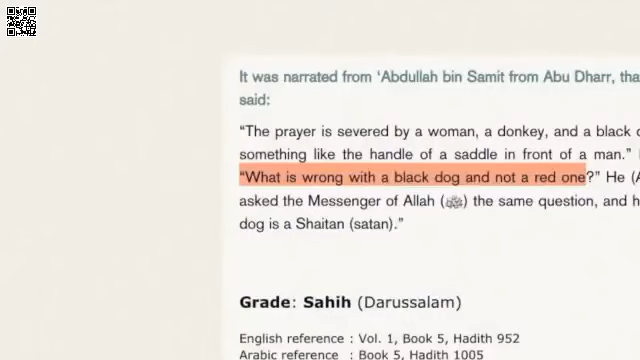 It was narrated from ‘Abdullah bin Samit from Abu Dharr, tha
said:
“The prayer is severed by a woman, a donkey, and a black
something like the handle of a saddle in front of a man.”
“What is wrong with a black dog and not a red one?” He (
asked the Messenger of Allah (ﷺ) the same question, and h
dog is a Shaitan (satan).”
Grade: Sahih (Darussalam)
English reference : Vol. 1, Book 5, Hadith 952
Arabic reference : Book 5, Hadith 1005